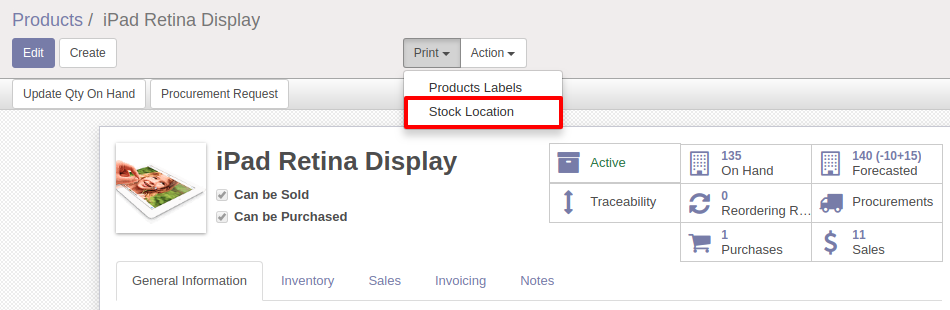 Products / iPad Retina Display
Edit Create Print Action
Products Labels
Stock Location
Update Qty On Hand Procurement Request
iPad Retina Display
Can be Sold
Can be Purchased
Active
135
On Hand
140 (-10+15)
Forecasted
Traceability
0
Reordering R...
Procurements
1
Purchases
11
Sales
General Information Inventory Sales Invoicing Notes